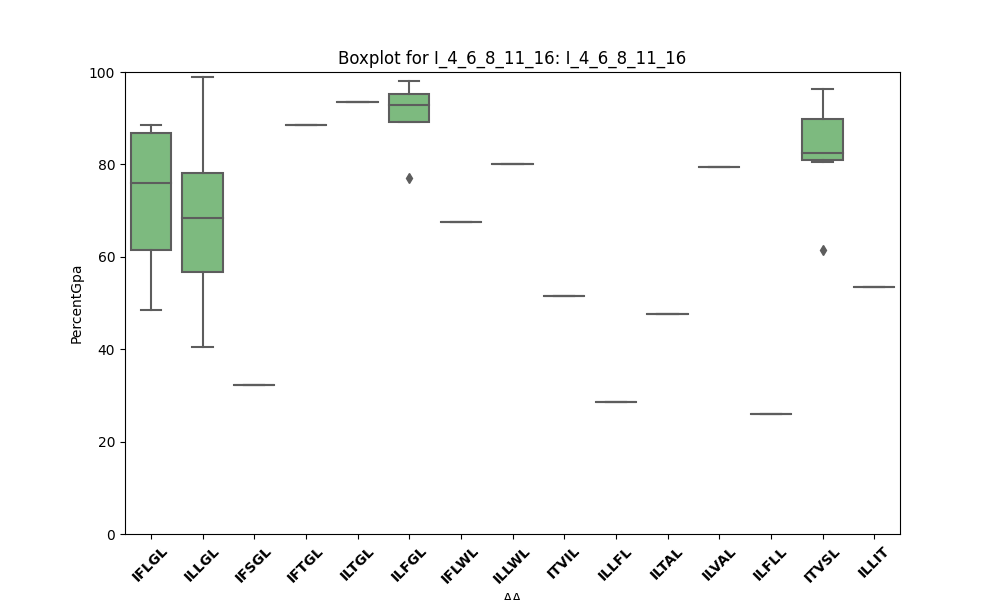 Boxplot for I_4_6_8_11_16: I_4_6_8_11_16
100
80
60
40
20
0
PercentGpa
IFLGL
ILLGL
IFSGL
IFTGL
ILTGL
ILFGL
IFLWL
ILLWL
ITVIL
ILLFL
ILTAL
ILVAL
ILFLL
ITVSL
ILLIT
AA